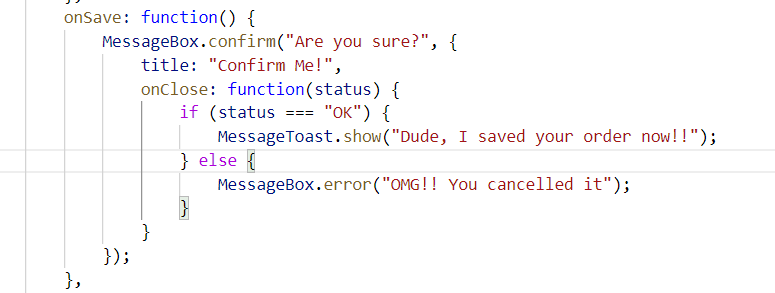 onSave: function() {
MessageBox.confirm("Are you sure?", {
title: "Confirm Me!",
onClose: function(status) {
if (status === "OK") {
MessageToast.show("Dude, I saved your order now!!");
} else {
MessageBox.error("OMG!! You cancelled it");
}
}
});
},